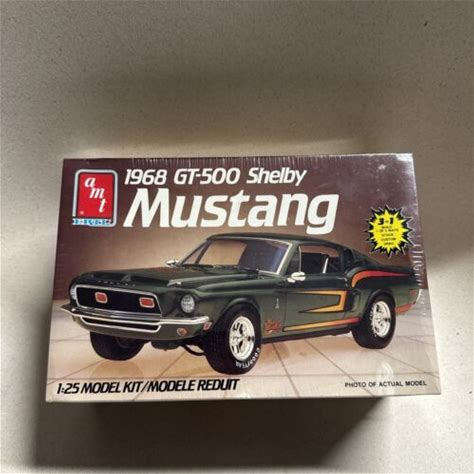 amt
ERTL
1968 GT-500 Shelby
Mustang
3 in 1
1:25 MODEL KIT/MODELE REDUIT
PHOTO OF ACTUAL MODEL